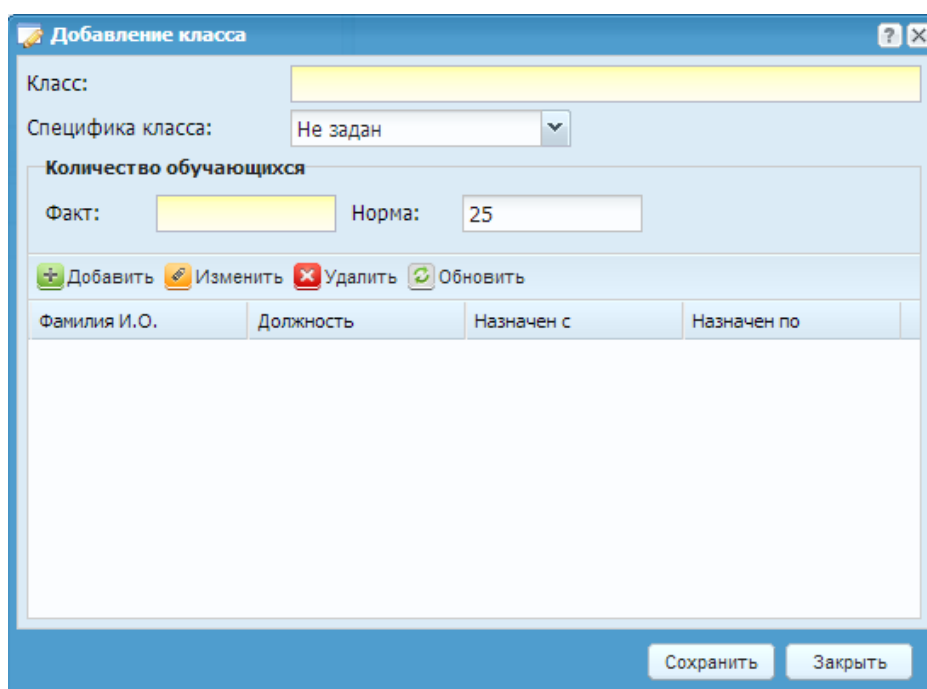 Добавление класса
Класс:
Специфика класса: Не задан
Количество обучающихся
Факт: Норма: 25
Добавить Изменить Удалить Обновить
Фамилия И.О. Должность Назначен с Назначен по
Сохранить Закрыть